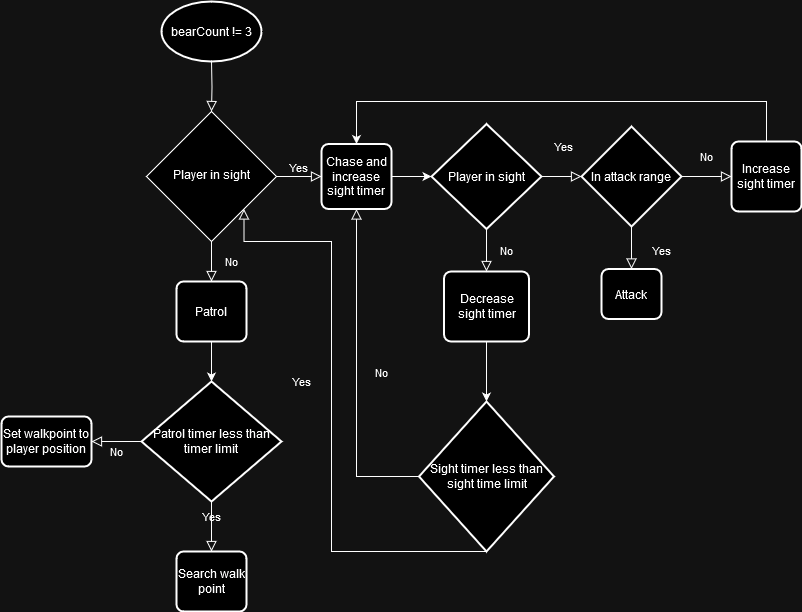 bearCount != 3
Player in sight
Yes
Chase and
increase
sight timer
Player in sight
Yes
In attack range
No
Increase
sight timer
No
Patrol
No
Decrease
sight timer
Yes
Attack
Yes
No
Set walkpoint to
player position
No
Patrol timer less than
timer limit
Sight timer less than
sight time limit
Yes
Search walk
point